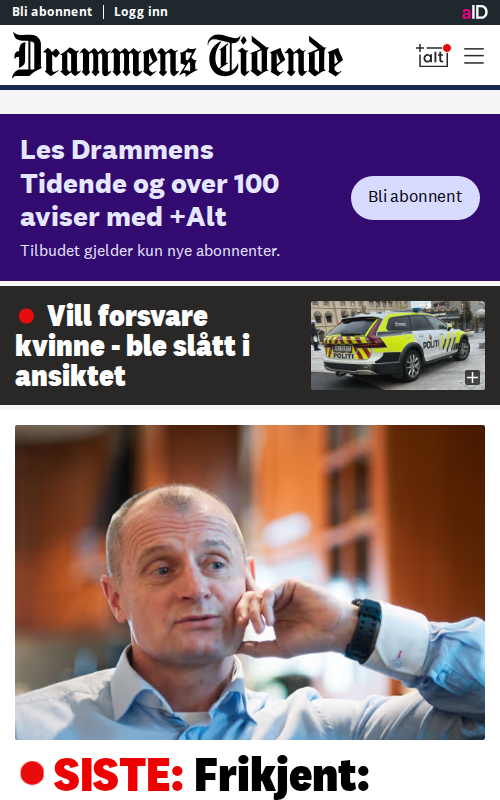 Bli abonnent
Logg inn
aID
Drammens Tidende
+alt
Les Drammens
Tidende og over 100
aviser med +Alt
Bli abonnent
Tilbudet gjelder kun nye abonnenter.
Vill forsvare
kvinne - ble slått i
ansiktet
POLITI
POLITI
SISTE: Frikjent: